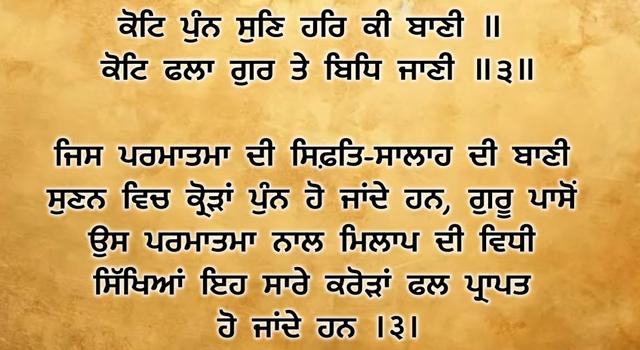 ਕੋਟਿ ਪੁੰਨ ਸੁਣਿ ਹਰਿ ਕੀ ਬਾਣੀ ॥
ਕੋਟਿ ਫਲਾ ਗੁਰ ਤੇ ਬਿਧਿ ਜਾਣੀ ॥੩॥
ਜਿਸ ਪਰਮਾਤਮਾ ਦੀ ਸਿਫ਼ਤਿ-ਸਾਲਾਹ ਦੀ ਬਾਣੀ
ਸੁਣਨ ਵਿਚ ਕ੍ਰੋੜਾਂ ਪੁੰਨ ਹੋ ਜਾਂਦੇ ਹਨ, ਗੁਰੂ ਪਾਸੋਂ
ਉਸ ਪਰਮਾਤਮਾ ਨਾਲ ਮਿਲਾਪ ਦੀ ਵਿਧੀ
ਸਿੱਖਿਆਂ ਇਹ ਸਾਰੇ ਕਰੋੜਾਂ ਫਲ ਪ੍ਰਾਪਤ
ਹੋ ਜਾਂਦੇ ਹਨ ।੩।